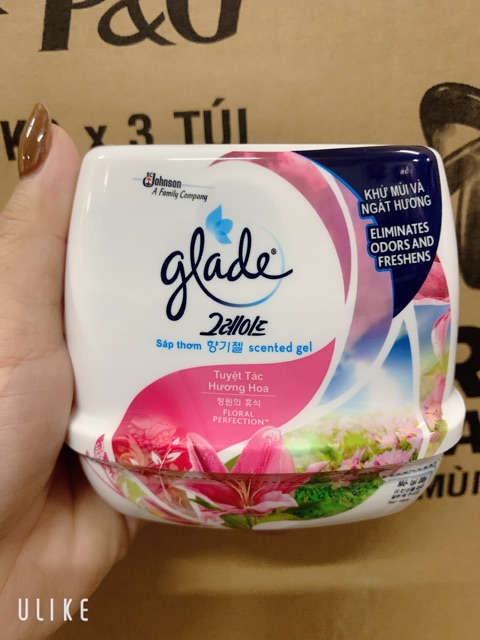 P&G
x 3 TÚI
Johnson
A Family Company
glade®
그레이드
Sáp thơm 향기젤 scented gel
KHỬ MÙI VÀ
NGÁT HƯƠNG
ELIMINATES
ODORS AND
FRESHENS
Tuyệt Tác
Hương Hoa
정원의 휴식
FLORAL
PERFECTION™
MÙI
ULIKE